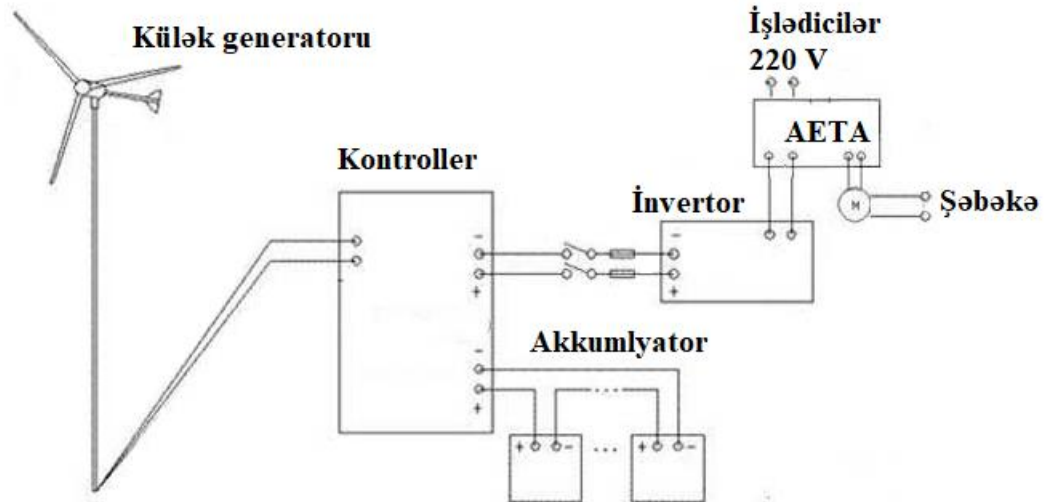 Külək generatoru
İşlədicilər
220 V
AETA
Kontroller
İnvertor
M
Şəbəkə
-
+
-
+
Akkumlyator
-
+
+ - ... + -
...